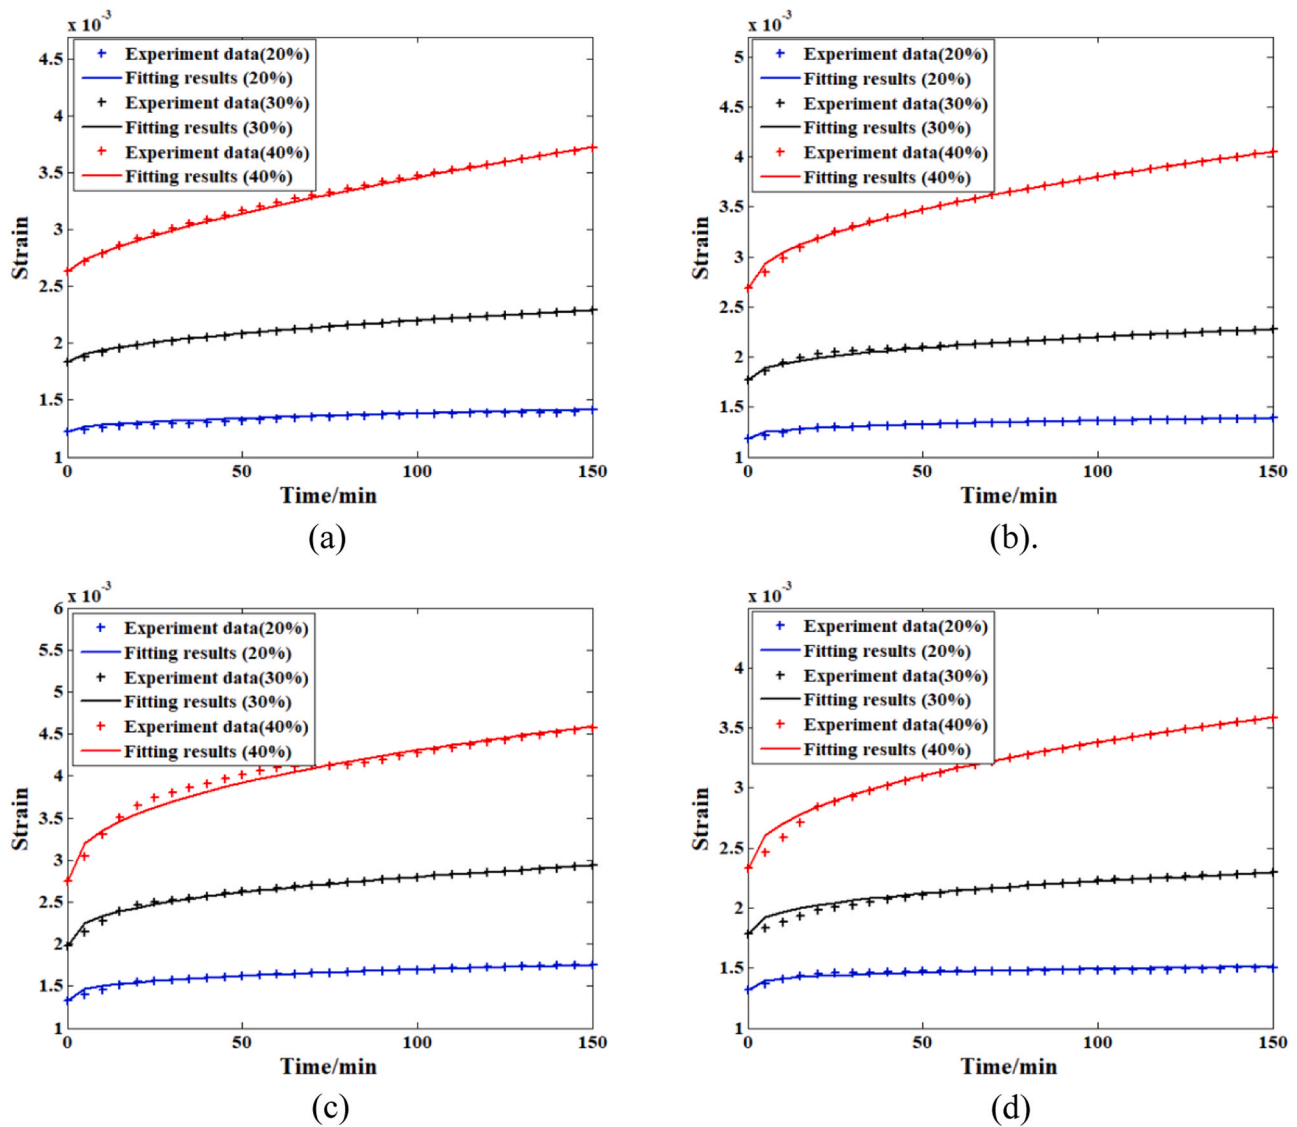 x 10⁻³
4.5
4
3.5
3
2.5
2
1.5
1
Strain
Experiment data(20%)
Fitting results (20%)
Experiment data(30%)
Fitting results (30%)
Experiment data(40%)
Fitting results (40%)
0 50 100 150
Time/min
(a)
x 10⁻³
5
4.5
4
3.5
3
2.5
2
1.5
1
Strain
Experiment data(20%)
Fitting results (20%)
Experiment data(30%)
Fitting results (30%)
Experiment data(40%)
Fitting results (40%)
0 50 100 150
Time/min
(b).
x 10⁻³
6
5.5
5
4.5
4
3.5
3
2.5
2
1.5
1
Strain
Experiment data(20%)
Fitting results (20%)
Experiment data(30%)
Fitting results (30%)
Experiment data(40%)
Fitting results (40%)
0 50 100 150
Time/min
(c)
x 10⁻³
4
3.5
3
2.5
2
1.5
1
Strain
Experiment data(20%)
Fitting results (20%)
Experiment data(30%)
Fitting results (30%)
Experiment data(40%)
Fitting results (40%)
0 50 100 150
Time/min
(d)